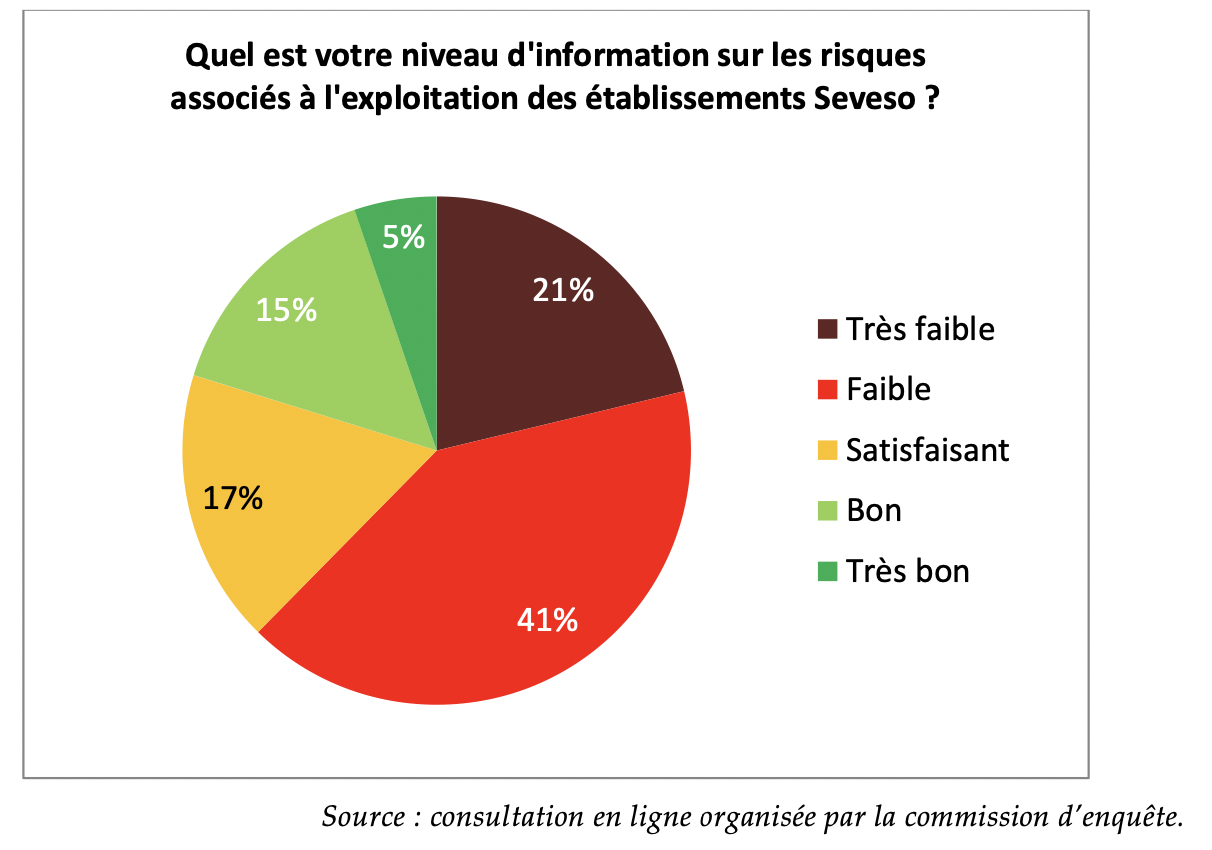 Quel est votre niveau d'information sur les risques
associés à l'exploitation des établissements Seveso ?
5%
21%
15%
17%
41%
Très faible
Faible
Satisfaisant
Bon
Très bon
Source : consultation en ligne organisée par la commission d’enquête.